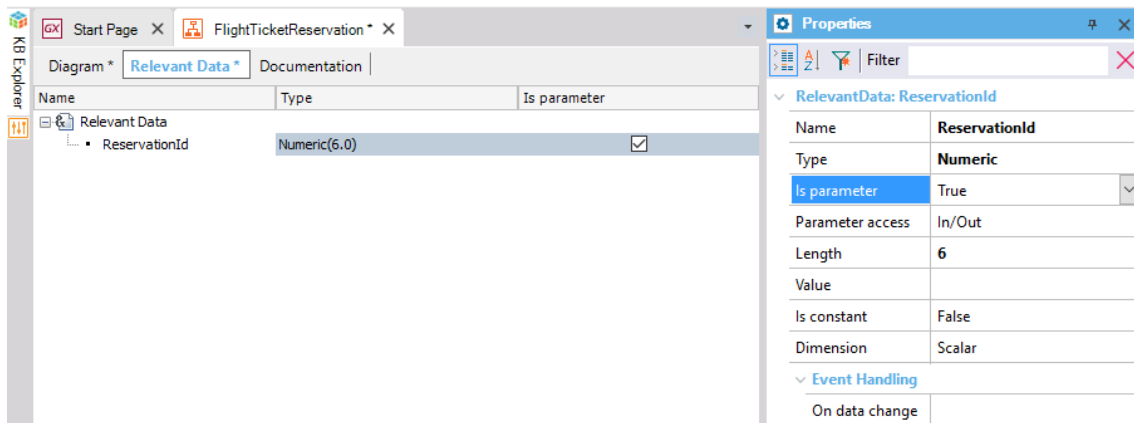 GX Start Page FlightTicketReservation *
KB Explorer
Diagram * Relevant Data * Documentation
Name Type Is parameter
Relevant Data
ReservationId Numeric(6.0)
Properties
Filter
RelevantData: ReservationId
Name ReservationId
Type Numeric
Is parameter True
Parameter access In/Out
Length 6
Value
Is constant False
Dimension Scalar
Event Handling
On data change